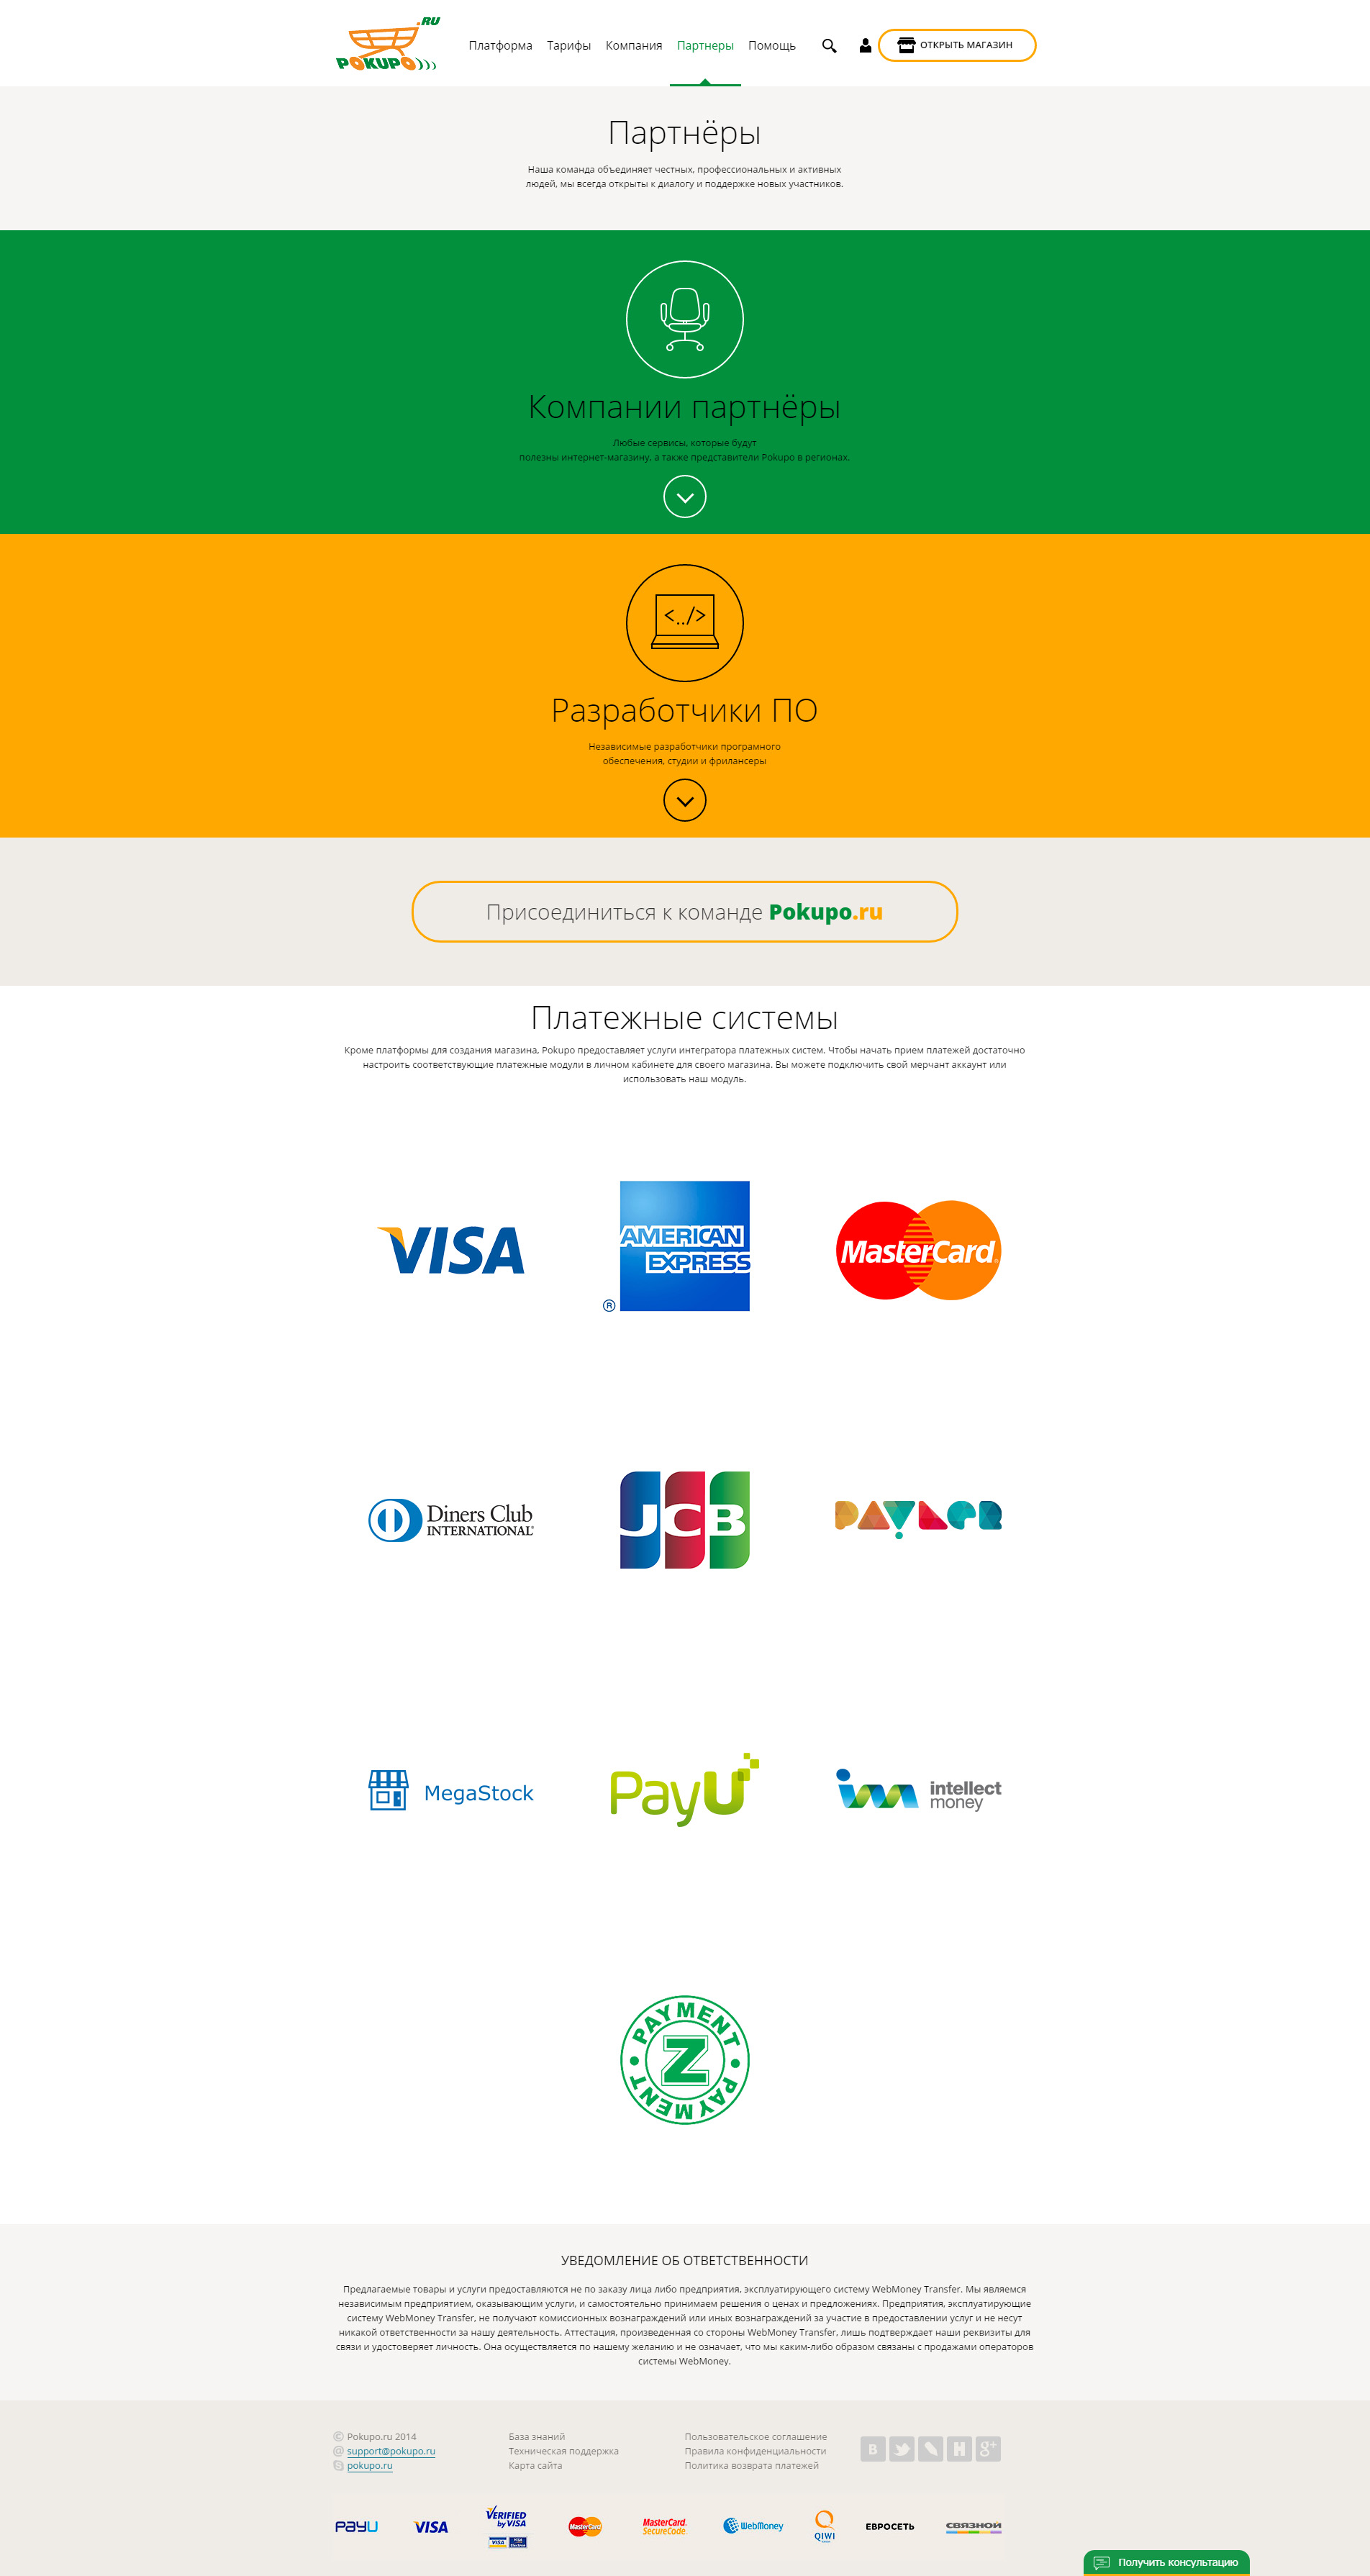 .RU
POKUPO
Платформа Тарифы Компания Партнеры Помощь
ОТКРЫТЬ МАГАЗИН
Партнёры
Наша команда объединяет честных, профессиональных и активных
людей, мы всегда открыты к диалогу и поддержке новых участников.
Компании партнёры
Любые сервисы, которые будут
полезны интернет-магазину, а также представители Pokupo в регионах.
<../>
Разработчики ПО
Независимые разработчики програмного
обеспечения, студии и фрилансеры
Присоединиться к команде Pokupo.ru
Платежные системы
Кроме платформы для создания магазина, Pokupo предоставляет услуги интегратора платежных систем. Чтобы начать прием платежей достаточно
настроить соответствующие платежные модули в личном кабинете для своего магазина. Вы можете подключить свой мерчант аккаунт или
использовать наш модуль.
VISA
AMERICAN
EXPRESS
®
MasterCard
Diners Club
INTERNATIONAL®
JCB
PAYLER
MegaStock
PayU
intellect
money
PAYMENT
Z
PAYMENT
УВЕДОМЛЕНИЕ ОБ ОТВЕТСТВЕННОСТИ
Предлагаемые товары и услуги предоставляются не по заказу лица либо предприятия, эксплуатирующего систему WebMoney Transfer. Мы являемся
независимым предприятием, оказывающим услуги, и самостоятельно принимаем решения о ценах и предложениях. Предприятия, эксплуатирующие
систему WebMoney Transfer, не получают комиссионных вознаграждений или иных вознаграждений за участие в предоставлении услуг и не несут
никакой ответственности за нашу деятельность. Аттестация, произведенная со стороны WebMoney Transfer, лишь подтверждает наши реквизиты для
связи и удостоверяет личность. Она осуществляется по нашему желанию и не означает, что мы каким-либо образом связаны с продажами операторов
системы WebMoney.
© Pokupo.ru 2014
@ support@pokupo.ru
pokupo.ru
База знаний
Техническая поддержка
Карта сайта
Пользовательское соглашение
Правила конфиденциальности
Политика возврата платежей
B
g+
PAYU
VISA
VERIFIED
by VISA
VISA VISA
Electron
MasterCard
MasterCard.
SecureCode.
WebMoney
QIWI
ЕВРОСЕТЬ
СВЯЗНОЙ
Получить консультацию